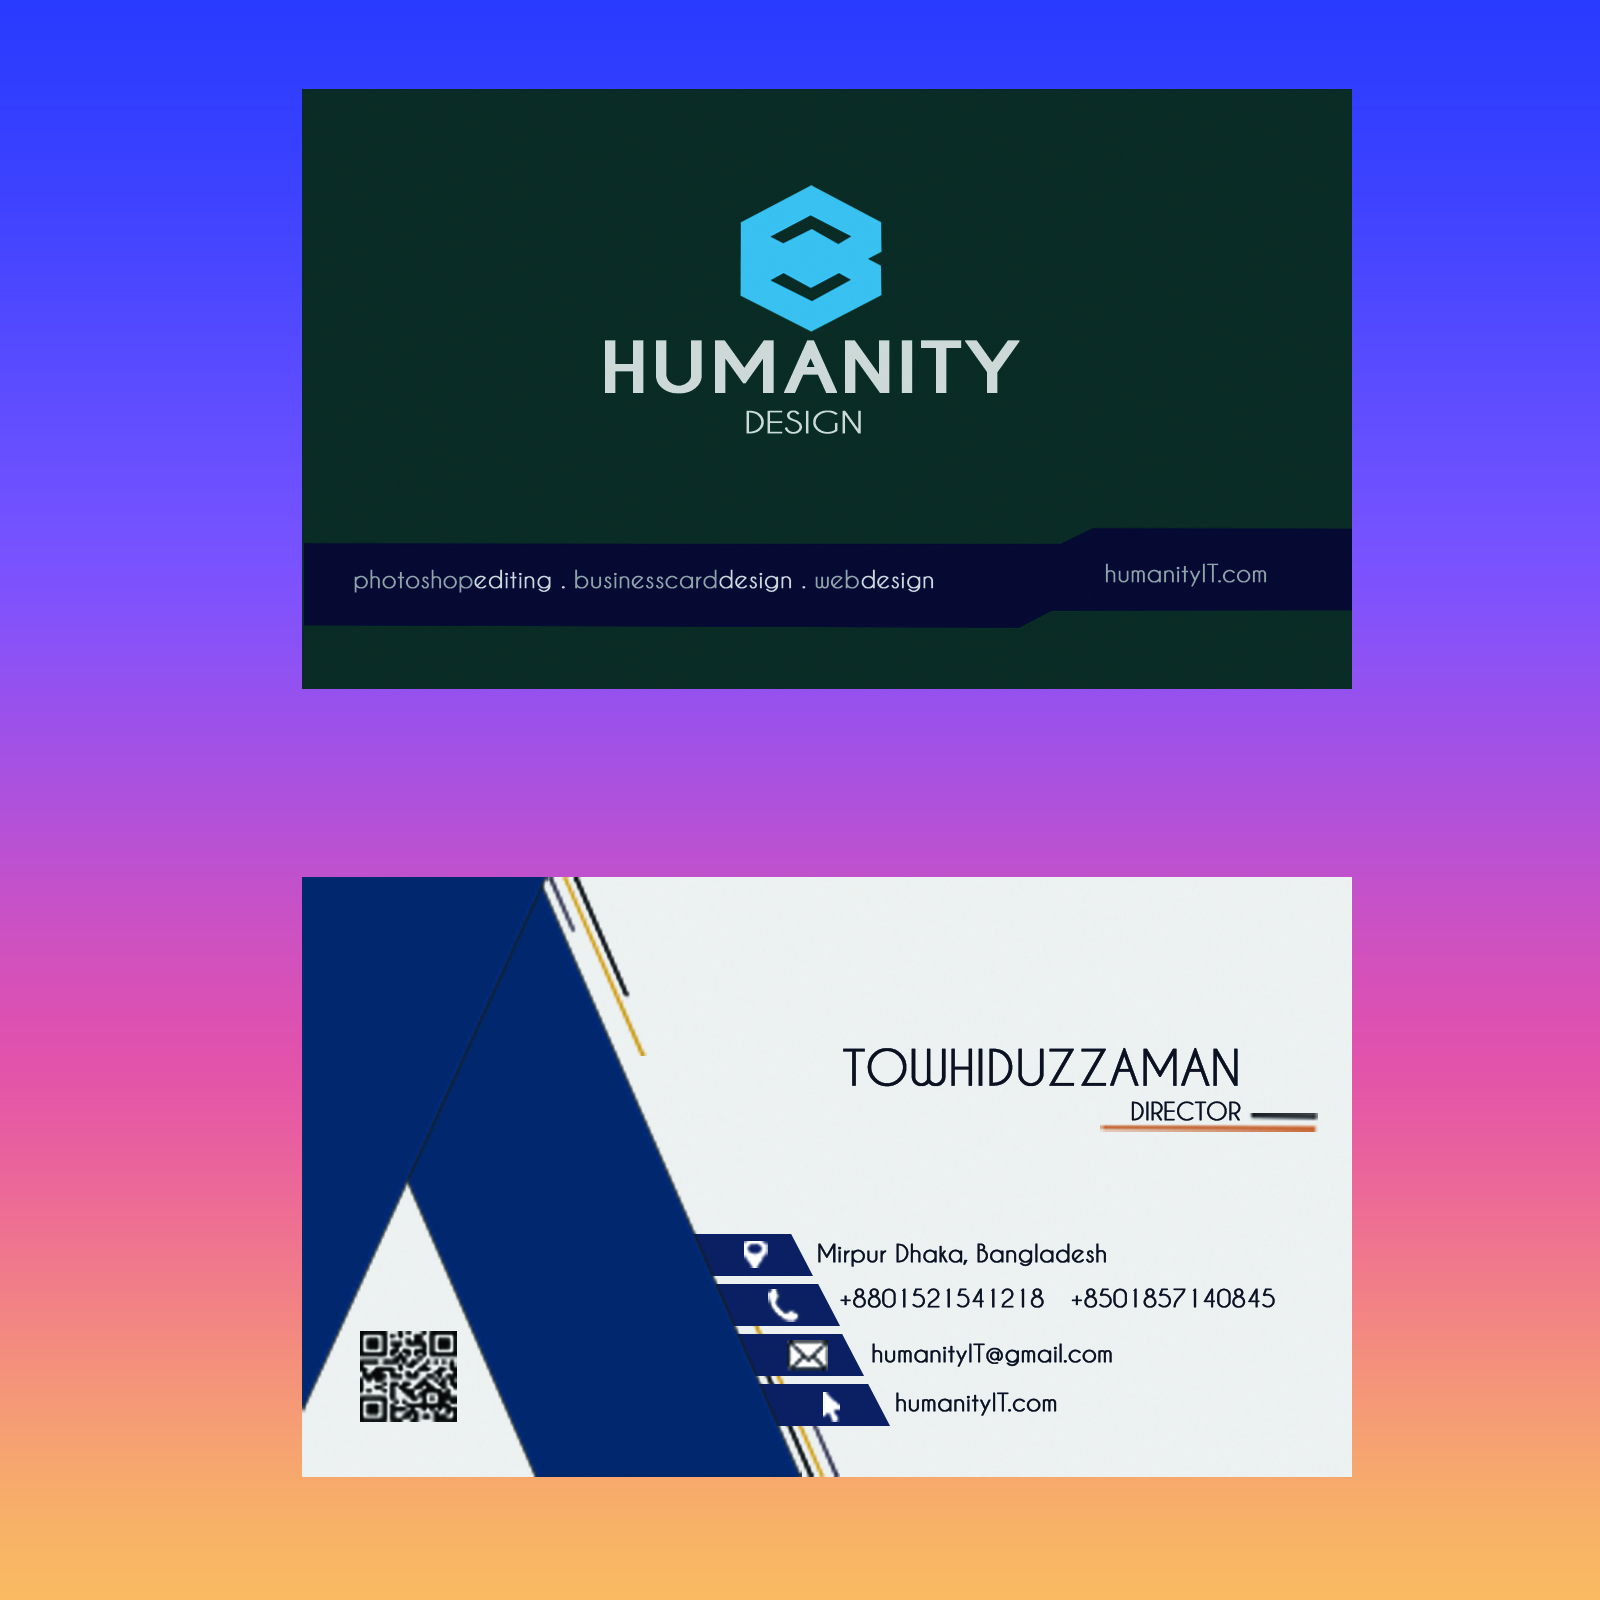 HUMANITY
DESIGN
photoshopediting . businesscarddesign . webdesign
humanityIT.com
TOWHIDUZZAMAN
DIRECTOR
Mirpur Dhaka, Bangladesh
+8801521541218 +8501857140845
humanityIT@gmail.com
humanityIT.com